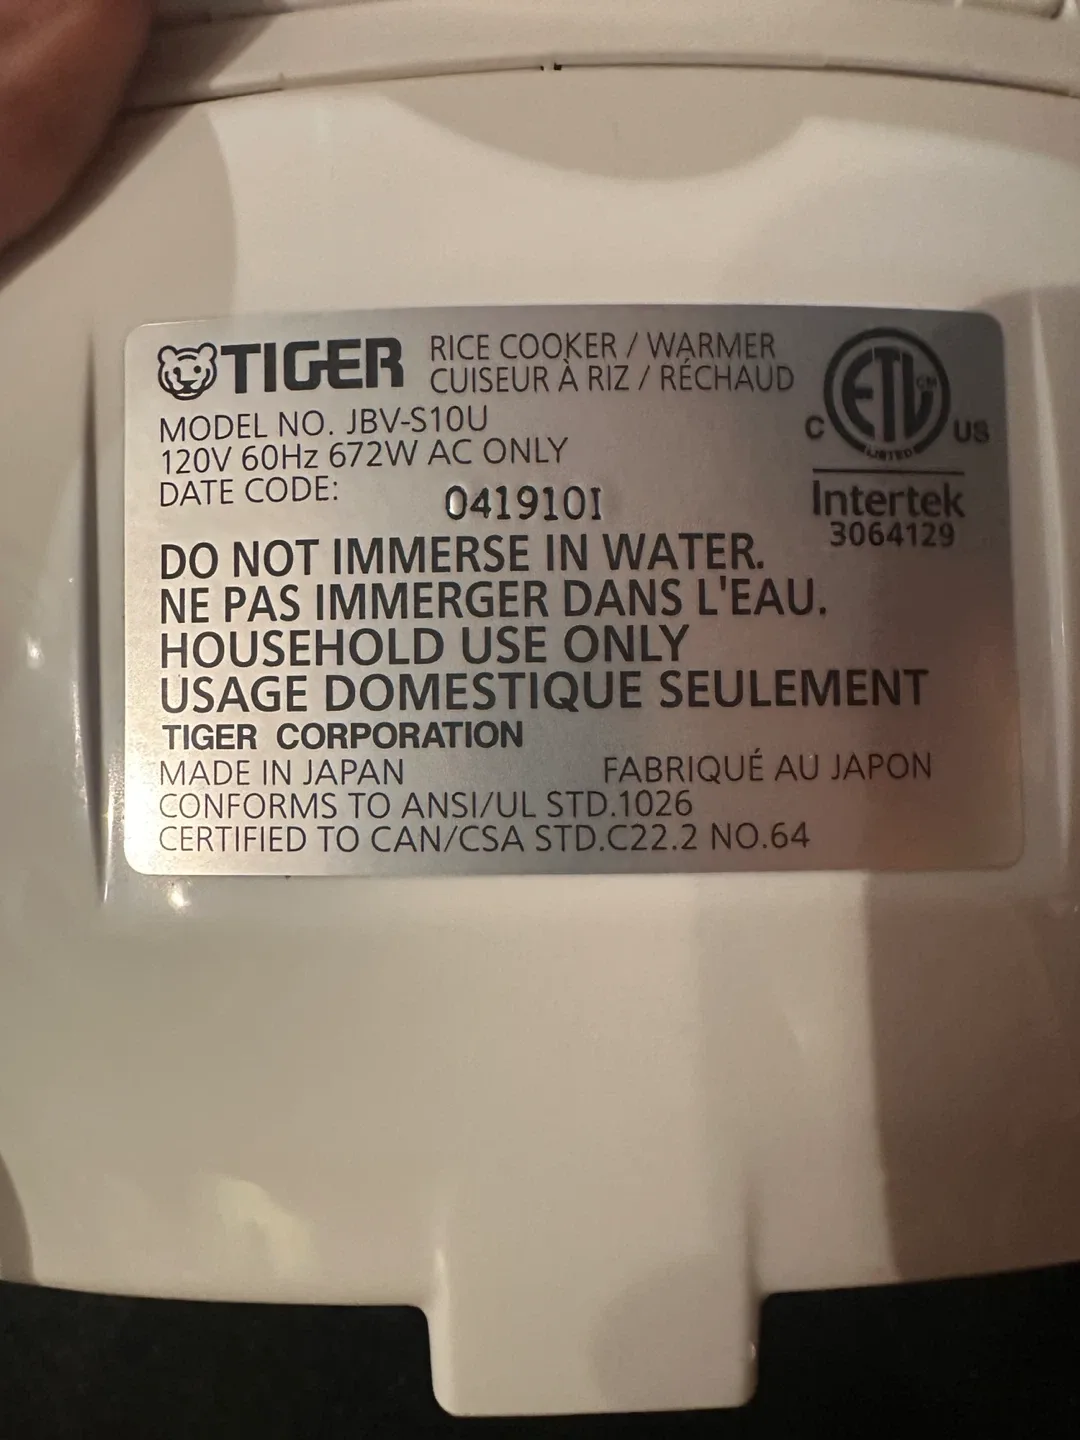 TIGER RICE COOKER / WARMER
CUISEUR À RIZ / RÉCHAUD
MODEL NO. JBV-S10U
120V 60Hz 672W AC ONLY
DATE CODE: 041910I
DO NOT IMMERSE IN WATER.
NE PAS IMMERGER DANS L'EAU.
HOUSEHOLD USE ONLY
USAGE DOMESTIQUE SEULEMENT
TIGER CORPORATION
MADE IN JAPAN FABRIQUÉ AU JAPON
CONFORMS TO ANSI/UL STD.1026
CERTIFIED TO CAN/CSA STD.C22.2 NO.64
ETL CM
C US
LISTED
Intertek
3064129